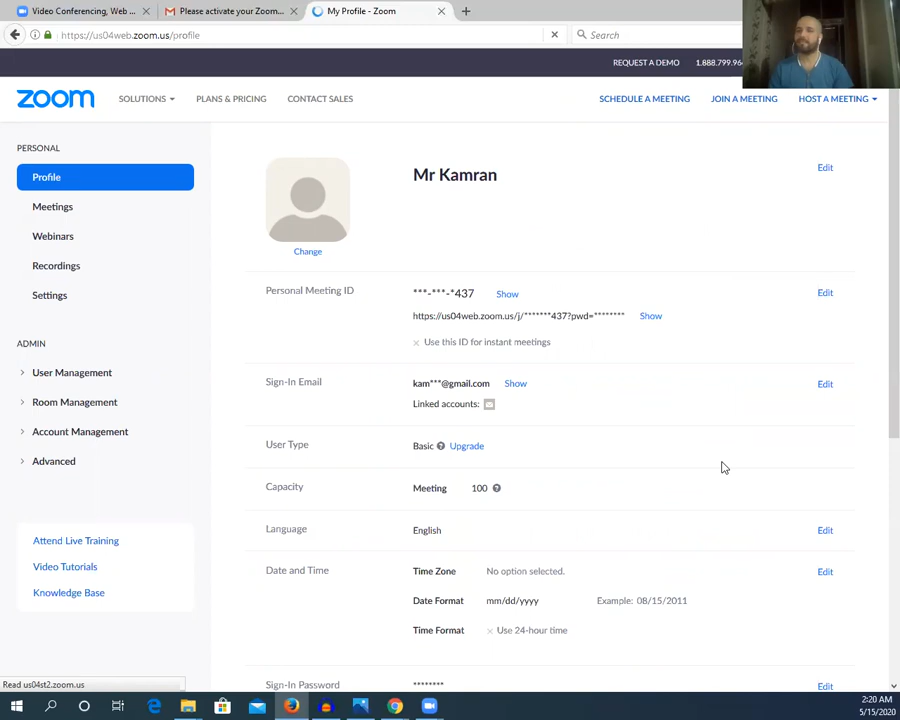 Video Conferencing, Web ...
Please activate your Zoom...
My Profile - Zoom
https://us04web.zoom.us/profile
Search
REQUEST A DEMO
1.888.799.96
zoom
SOLUTIONS
PLANS & PRICING
CONTACT SALES
SCHEDULE A MEETING
JOIN A MEETING
HOST A MEETING
PERSONAL
Profile
Meetings
Webinars
Recordings
Settings
ADMIN
User Management
Room Management
Account Management
Advanced
Attend Live Training
Video Tutorials
Knowledge Base
Mr Kamran
Edit
Change
Personal Meeting ID
***-***-*437 Show
Edit
https://us04web.zoom.us/j/*******437?pwd=******** Show
Use this ID for instant meetings
Sign-In Email
kam***@gmail.com Show
Edit
Linked accounts:
User Type
Basic Upgrade
Capacity
Meeting 100
Language
English
Edit
Date and Time
Time Zone No option selected.
Edit
Date Format mm/dd/yyyy Example: 08/15/2011
Time Format Use 24-hour time
Sign-In Password
********
Edit
Read us04st2.zoom.us
2:20 AM
5/15/2020